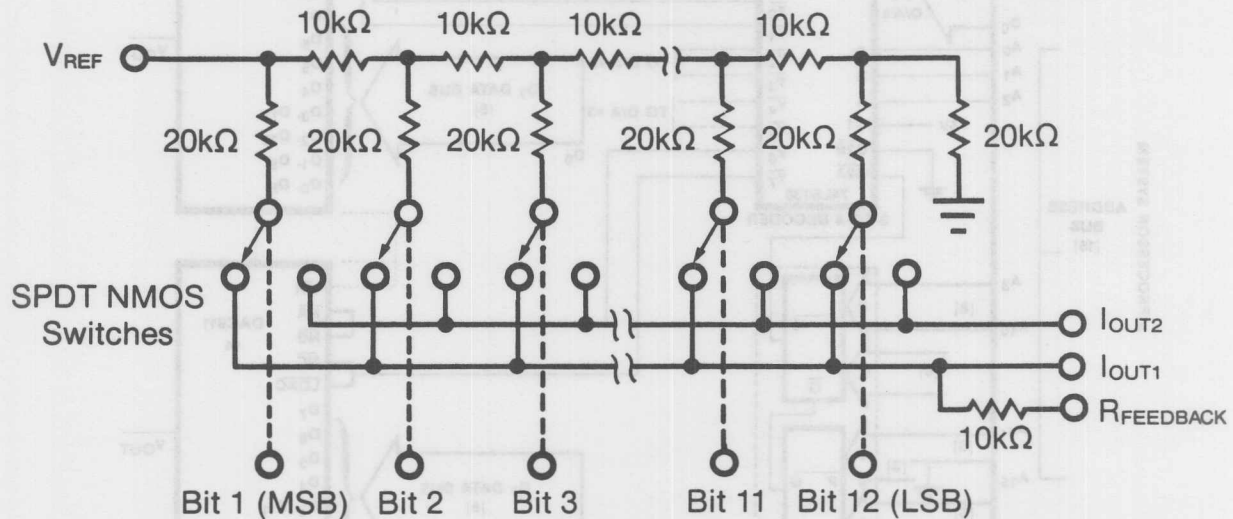 10kΩ 10kΩ 10kΩ 10kΩ
VREF
20kΩ 20kΩ 20kΩ 20kΩ 20kΩ 20kΩ
SPDT NMOS
Switches
IOUT2
IOUT1
RFEEDBACK
10kΩ
Bit 1 (MSB) Bit 2 Bit 3 Bit 11 Bit 12 (LSB)